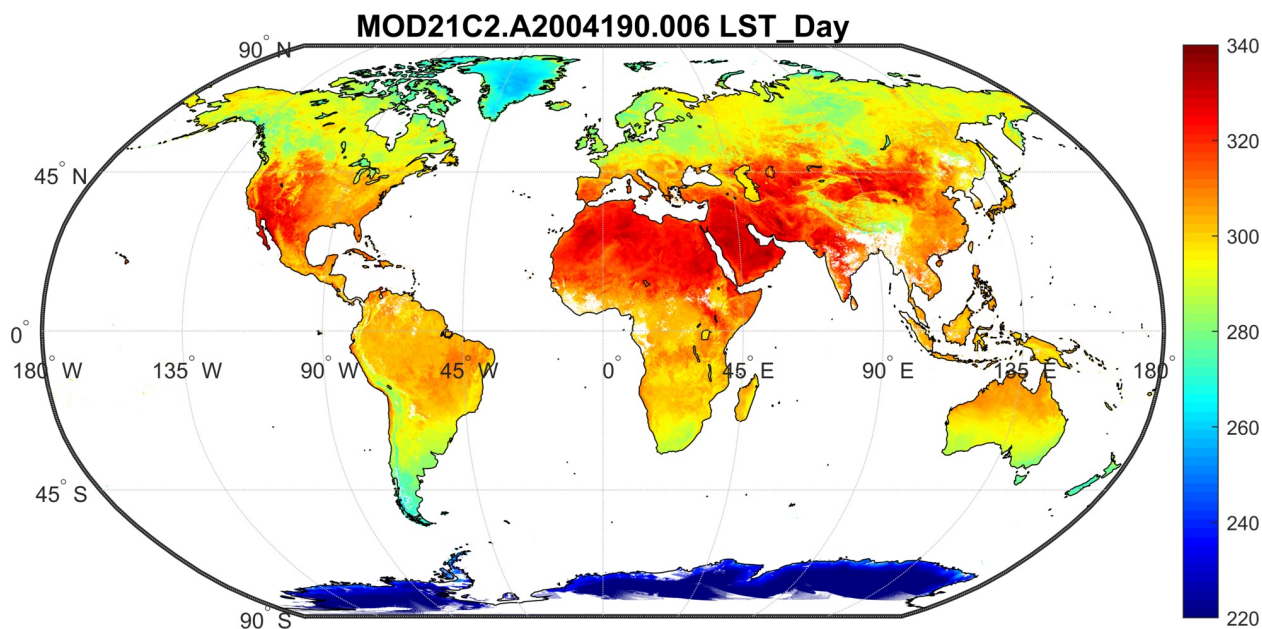 MOD21C2.A2004190.006 LST_Day
90° N
45° N
0°
180° W
135° W
90° W
45° W
0°
45° E
90° E
135° E
180°
45° S
90° S
340
320
300
280
260
240
220